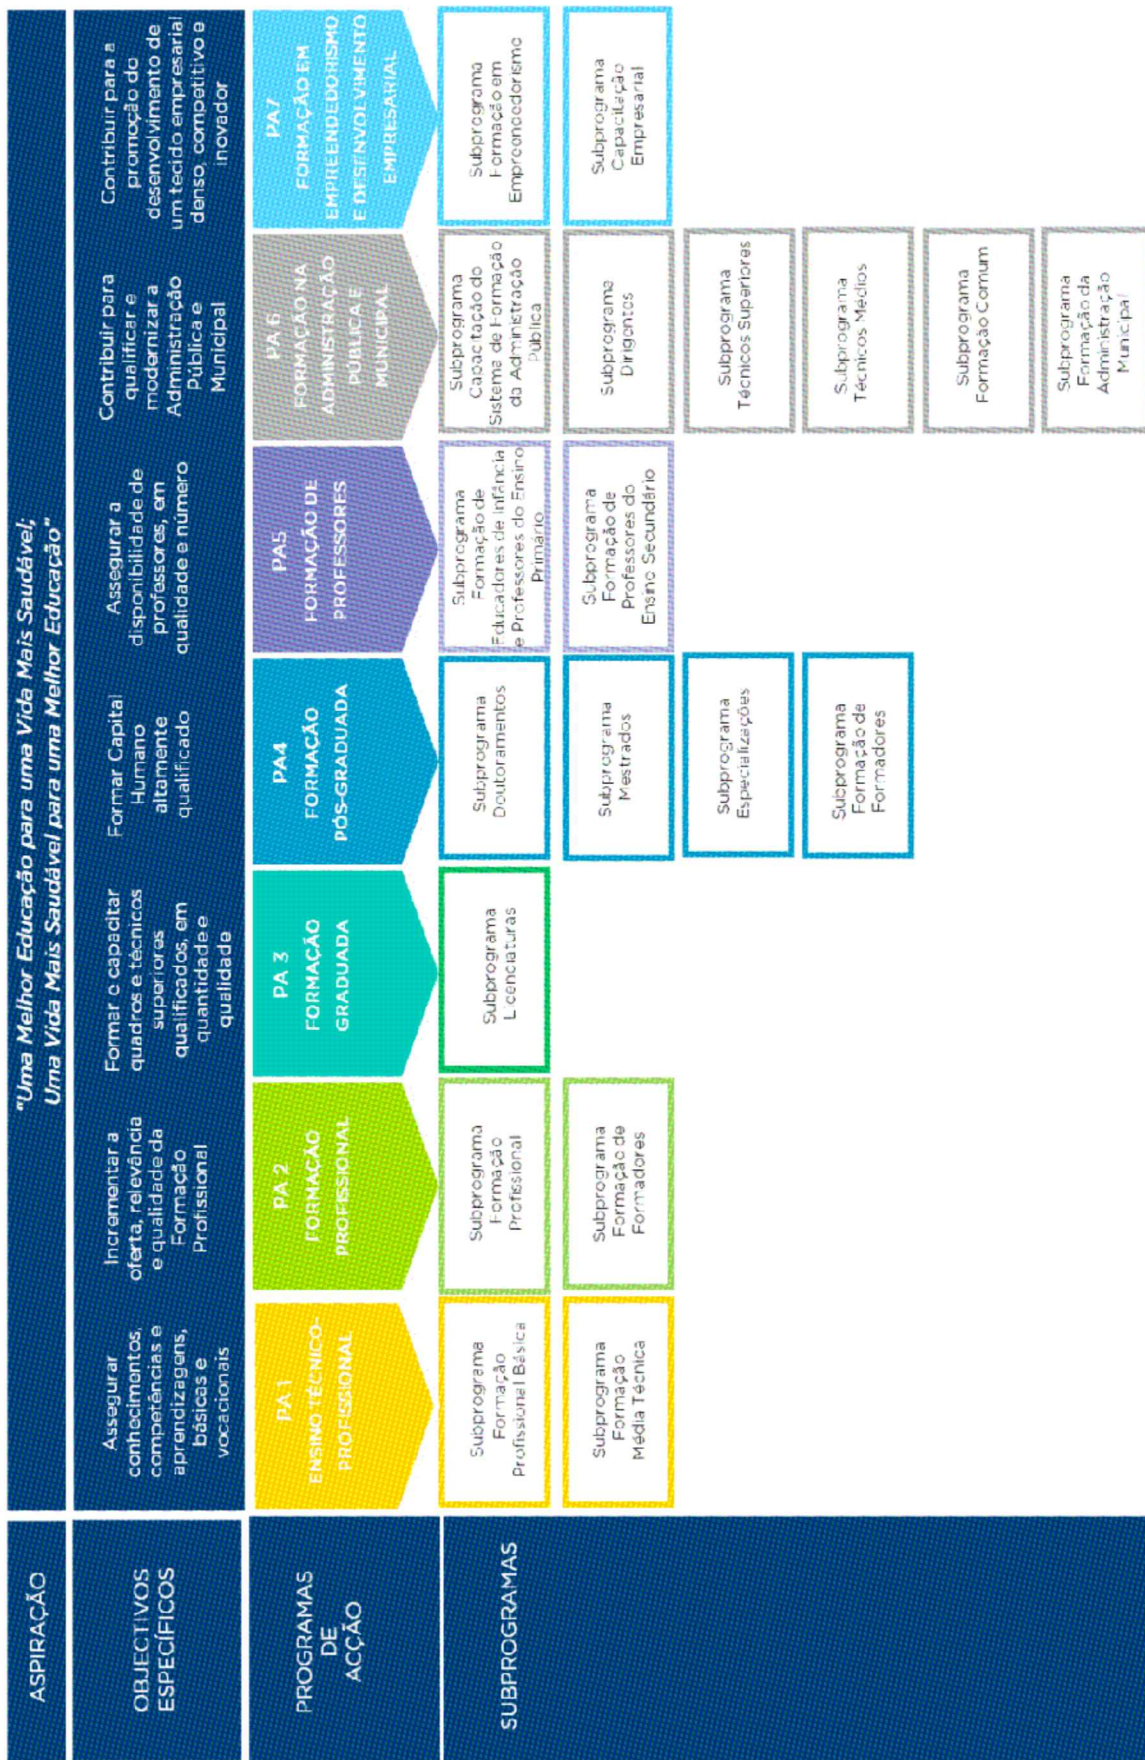 ASPIRAÇÃO
"Uma Melhor Educação para uma Vida Mais Saudável;
Uma Vida Mais Saudável para uma Melhor Educação"
OBJECTIVOS
ESPECÍFICOS
Assegurar
conhecimentos,
competências e
aprendizagens,
básicas e
vocacionais
Incrementar a
oferta, relevância
e qualidade da
Formação
Profissional
Formar e capacitar
quadros e técnicos
superiores
qualificados, em
quantidade e
qualidade
Formar Capital
Humano
altamente
qualificado
Assegurar a
disponibilidade de
professores, em
qualidade e número
Contribuir para
qualificar e
modernizar a
Administração
Pública e
Municipal
Contribuir para a
promoção do
desenvolvimento de
um tecido empresarial
denso, competitivo e
inovador
PROGRAMAS
DE
ACÇÃO
PA 1
ENSINO TÉCNICO-
PROFISSIONAL
PA 2
FORMAÇÃO
PROFISSIONAL
PA 3
FORMAÇÃO
GRADUADA
PA4
FORMAÇÃO
PÓS-GRADUADA
PA5
FORMAÇÃO DE
PROFESSORES
PA 6
FORMAÇÃO NA
ADMINISTRAÇÃO
PÚBLICA E
MUNICIPAL
PA7
FORMAÇÃO EM
EMPREENDEDORISMO
E DESENVOLVIMENTO
EMPRESARIAL
SUBPROGRAMAS
Subprograma
Formação
Profissional Básica
Subprograma
Formação
Média Técnica
Subprograma
Formação
Profissional
Subprograma
Formação de
Formadores
Subprograma
Licenciaturas
Subprograma
Doutoramentos
Subprograma
Mestrados
Subprograma
Especializações
Subprograma
Formação de
Formadores
Subprograma
Formação de
Educadores de Infância
e Professores do Ensino
Primário
Subprograma
Formação de
Professores do
Ensino Secundário
Subprograma
Capacitação do
Sistema de Formação
da Administração
Pública
Subprograma
Dirigentes
Subprograma
Técnicos Superiores
Subprograma
Técnicos Médios
Subprograma
Formação Comum
Subprograma
Formação da
Administração
Municipal
Subprograma
Formação em
Empreendedorismo
Subprograma
Capacitação
Empresarial